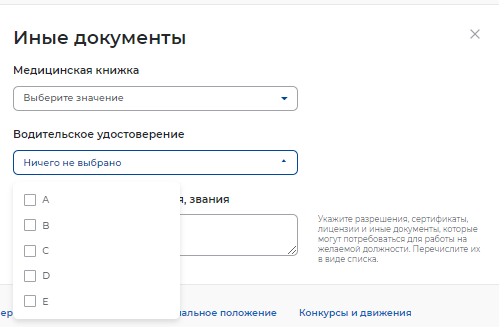 Иные документы
Медицинская книжка
Выберите значение
Водительское удостоверение
Ничего не выбрано
A
B
C
D
E
, звания
Укажите разрешения, сертификаты,
лицензии и иные документы, которые
могут потребоваться для работы на
желаемой должности. Перечислите их
в виде списка.
положение
Конкурсы и движения